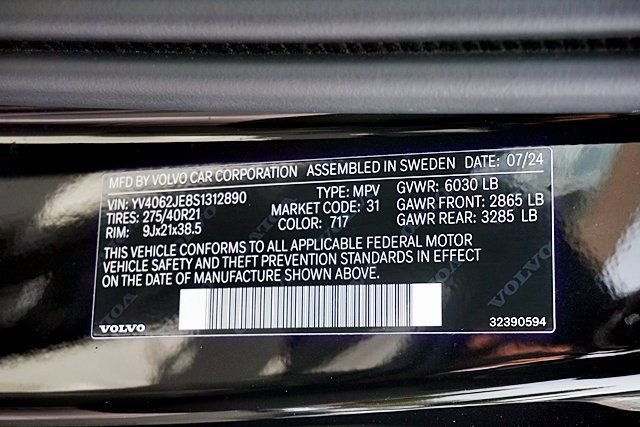 MFD BY VOLVO CAR CORPORATION ASSEMBLED IN SWEDEN DATE: 07/24
VIN: YV4062JE8S1312890 TYPE: MPV GVWR: 6030 LB
TIRES: 275/40R21 MARKET CODE: 31 GAWR FRONT: 2865 LB
RIM: 9Jx21x38.5 COLOR: 717 GAWR REAR: 3285 LB
THIS VEHICLE CONFORMS TO ALL APPLICABLE FEDERAL MOTOR
VEHICLE SAFETY AND THEFT PREVENTION STANDARDS IN EFFECT
ON THE DATE OF MANUFACTURE SHOWN ABOVE.
VOLVO 32390594
VOLVO